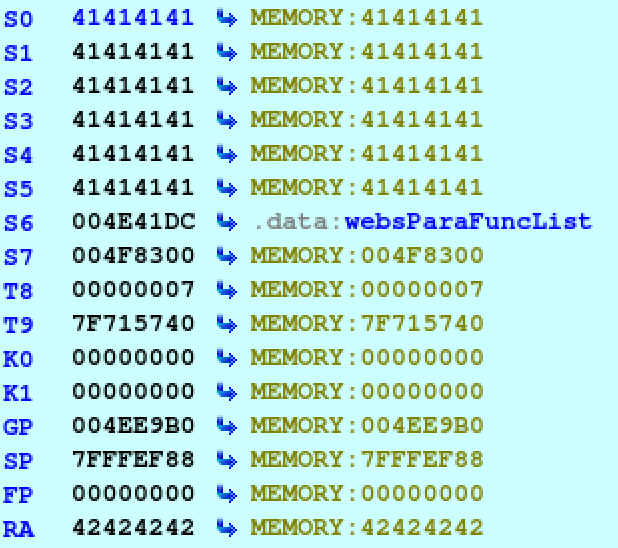 S0 41414141 MEMORY:41414141
S1 41414141 MEMORY:41414141
S2 41414141 MEMORY:41414141
S3 41414141 MEMORY:41414141
S4 41414141 MEMORY:41414141
S5 41414141 MEMORY:41414141
S6 004E41DC .data:websParaFuncList
S7 004F8300 MEMORY:004F8300
T8 00000007 MEMORY:00000007
T9 7F715740 MEMORY:7F715740
K0 00000000 MEMORY:00000000
K1 00000000 MEMORY:00000000
GP 004EE9B0 MEMORY:004EE9B0
SP 7FFFEF88 MEMORY:7FFFEF88
FP 00000000 MEMORY:00000000
RA 42424242 MEMORY:42424242